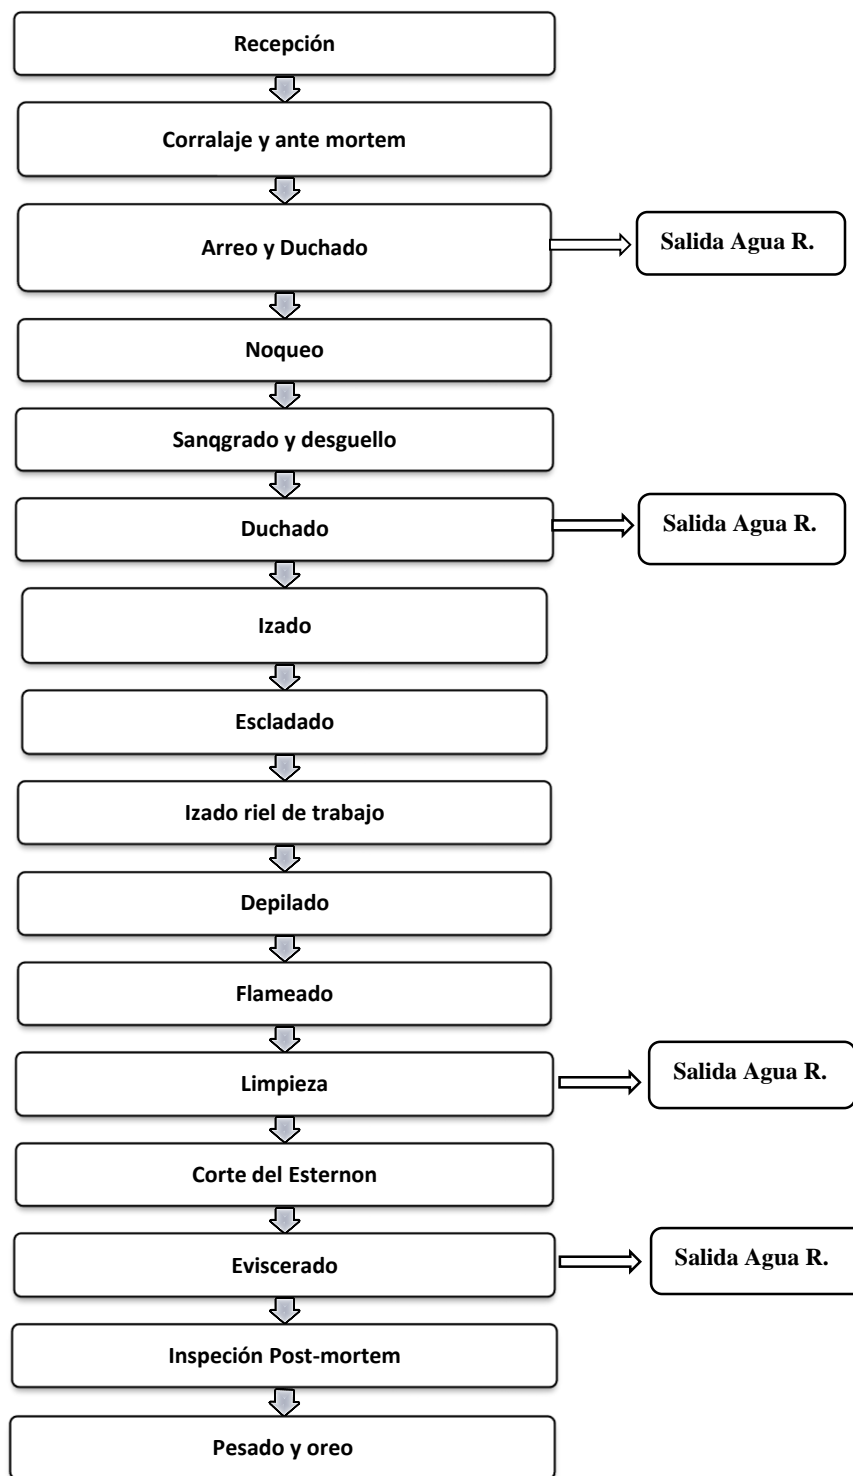 Recepción
Corralaje y ante mortem
Arreo y Duchado
Salida Agua R.
Noqueo
Sanqgrado y desguello
Duchado
Salida Agua R.
Izado
Escladado
Izado riel de trabajo
Depilado
Flameado
Limpieza
Salida Agua R.
Corte del Esternon
Eviscerado
Salida Agua R.
Inspeción Post-mortem
Pesado y oreo